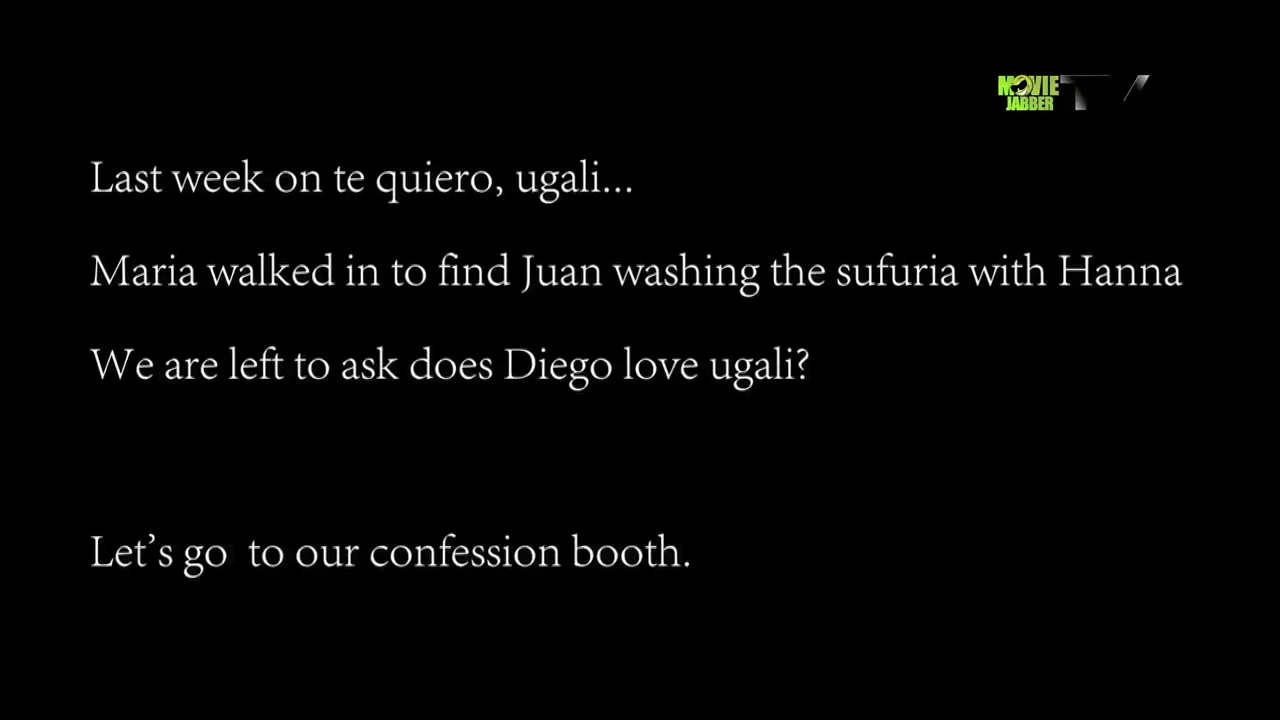 MOVIE TV
JABBER
Last week on te quiero, ugali...
Maria walked in to find Juan washing the sufuria with Hanna
We are left to ask does Diego love ugali?
Let’s go  to our confession booth.